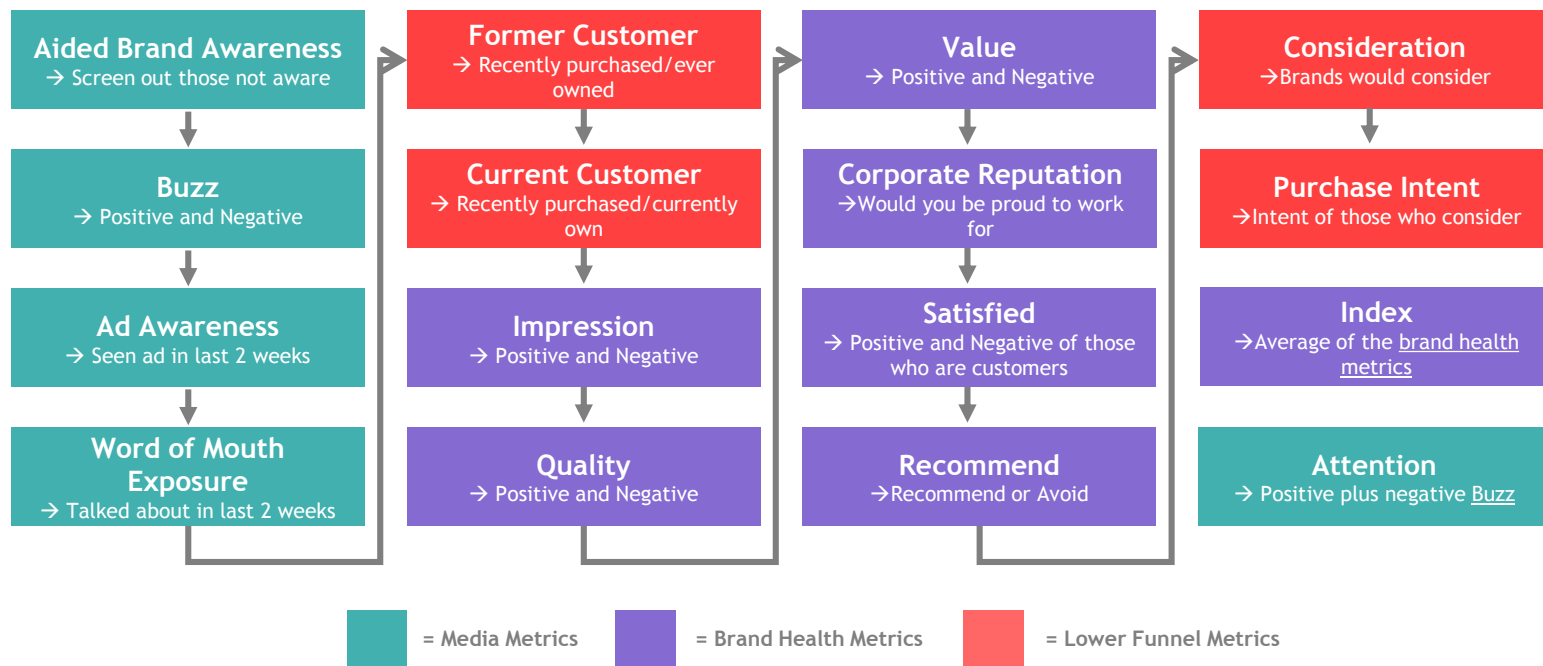 Aided Brand Awareness
→ Screen out those not aware
Buzz
→ Positive and Negative
Ad Awareness
→ Seen ad in last 2 weeks
Word of Mouth
Exposure
→ Talked about in last 2 weeks
Former Customer
→ Recently purchased/ever
owned
Current Customer
→ Recently purchased/currently
own
Impression
→ Positive and Negative
Quality
→ Positive and Negative
Value
→ Positive and Negative
Corporate Reputation
→Would you be proud to work
for
Satisfied
→ Positive and Negative of those
who are customers
Recommend
→Recommend or Avoid
Consideration
→Brands would consider
Purchase Intent
→Intent of those who consider
Index
→Average of the brand health
metrics
Attention
→ Positive plus negative Buzz
= Media Metrics
= Brand Health Metrics
= Lower Funnel Metrics